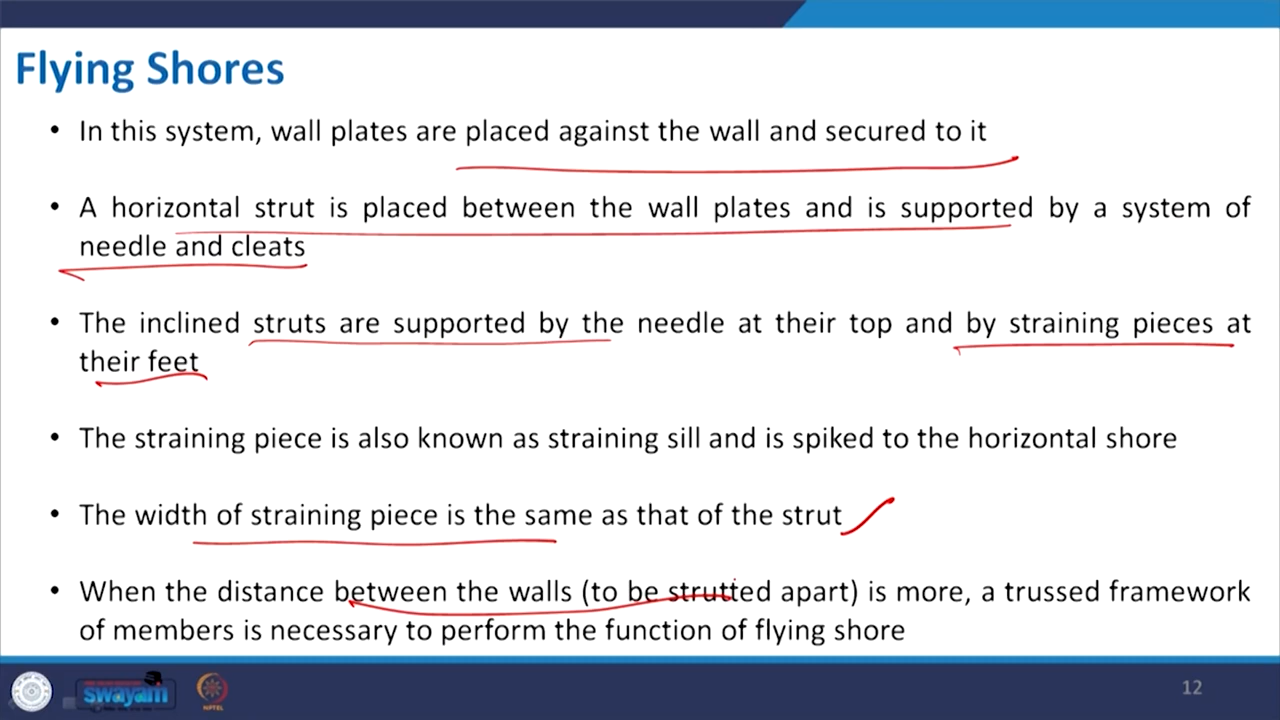 Flying Shores
• In this system, wall plates are placed against the wall and secured to it
• A horizontal strut is placed between the wall plates and is supported by a system of
needle and cleats
• The inclined struts are supported by the needle at their top and by straining pieces at
their feet
• The straining piece is also known as straining sill and is spiked to the horizontal shore
• The width of straining piece is the same as that of the strut
• When the distance between the walls (to be strutted apart) is more, a trussed framework
of members is necessary to perform the function of flying shore
swayam
NPTEL
12